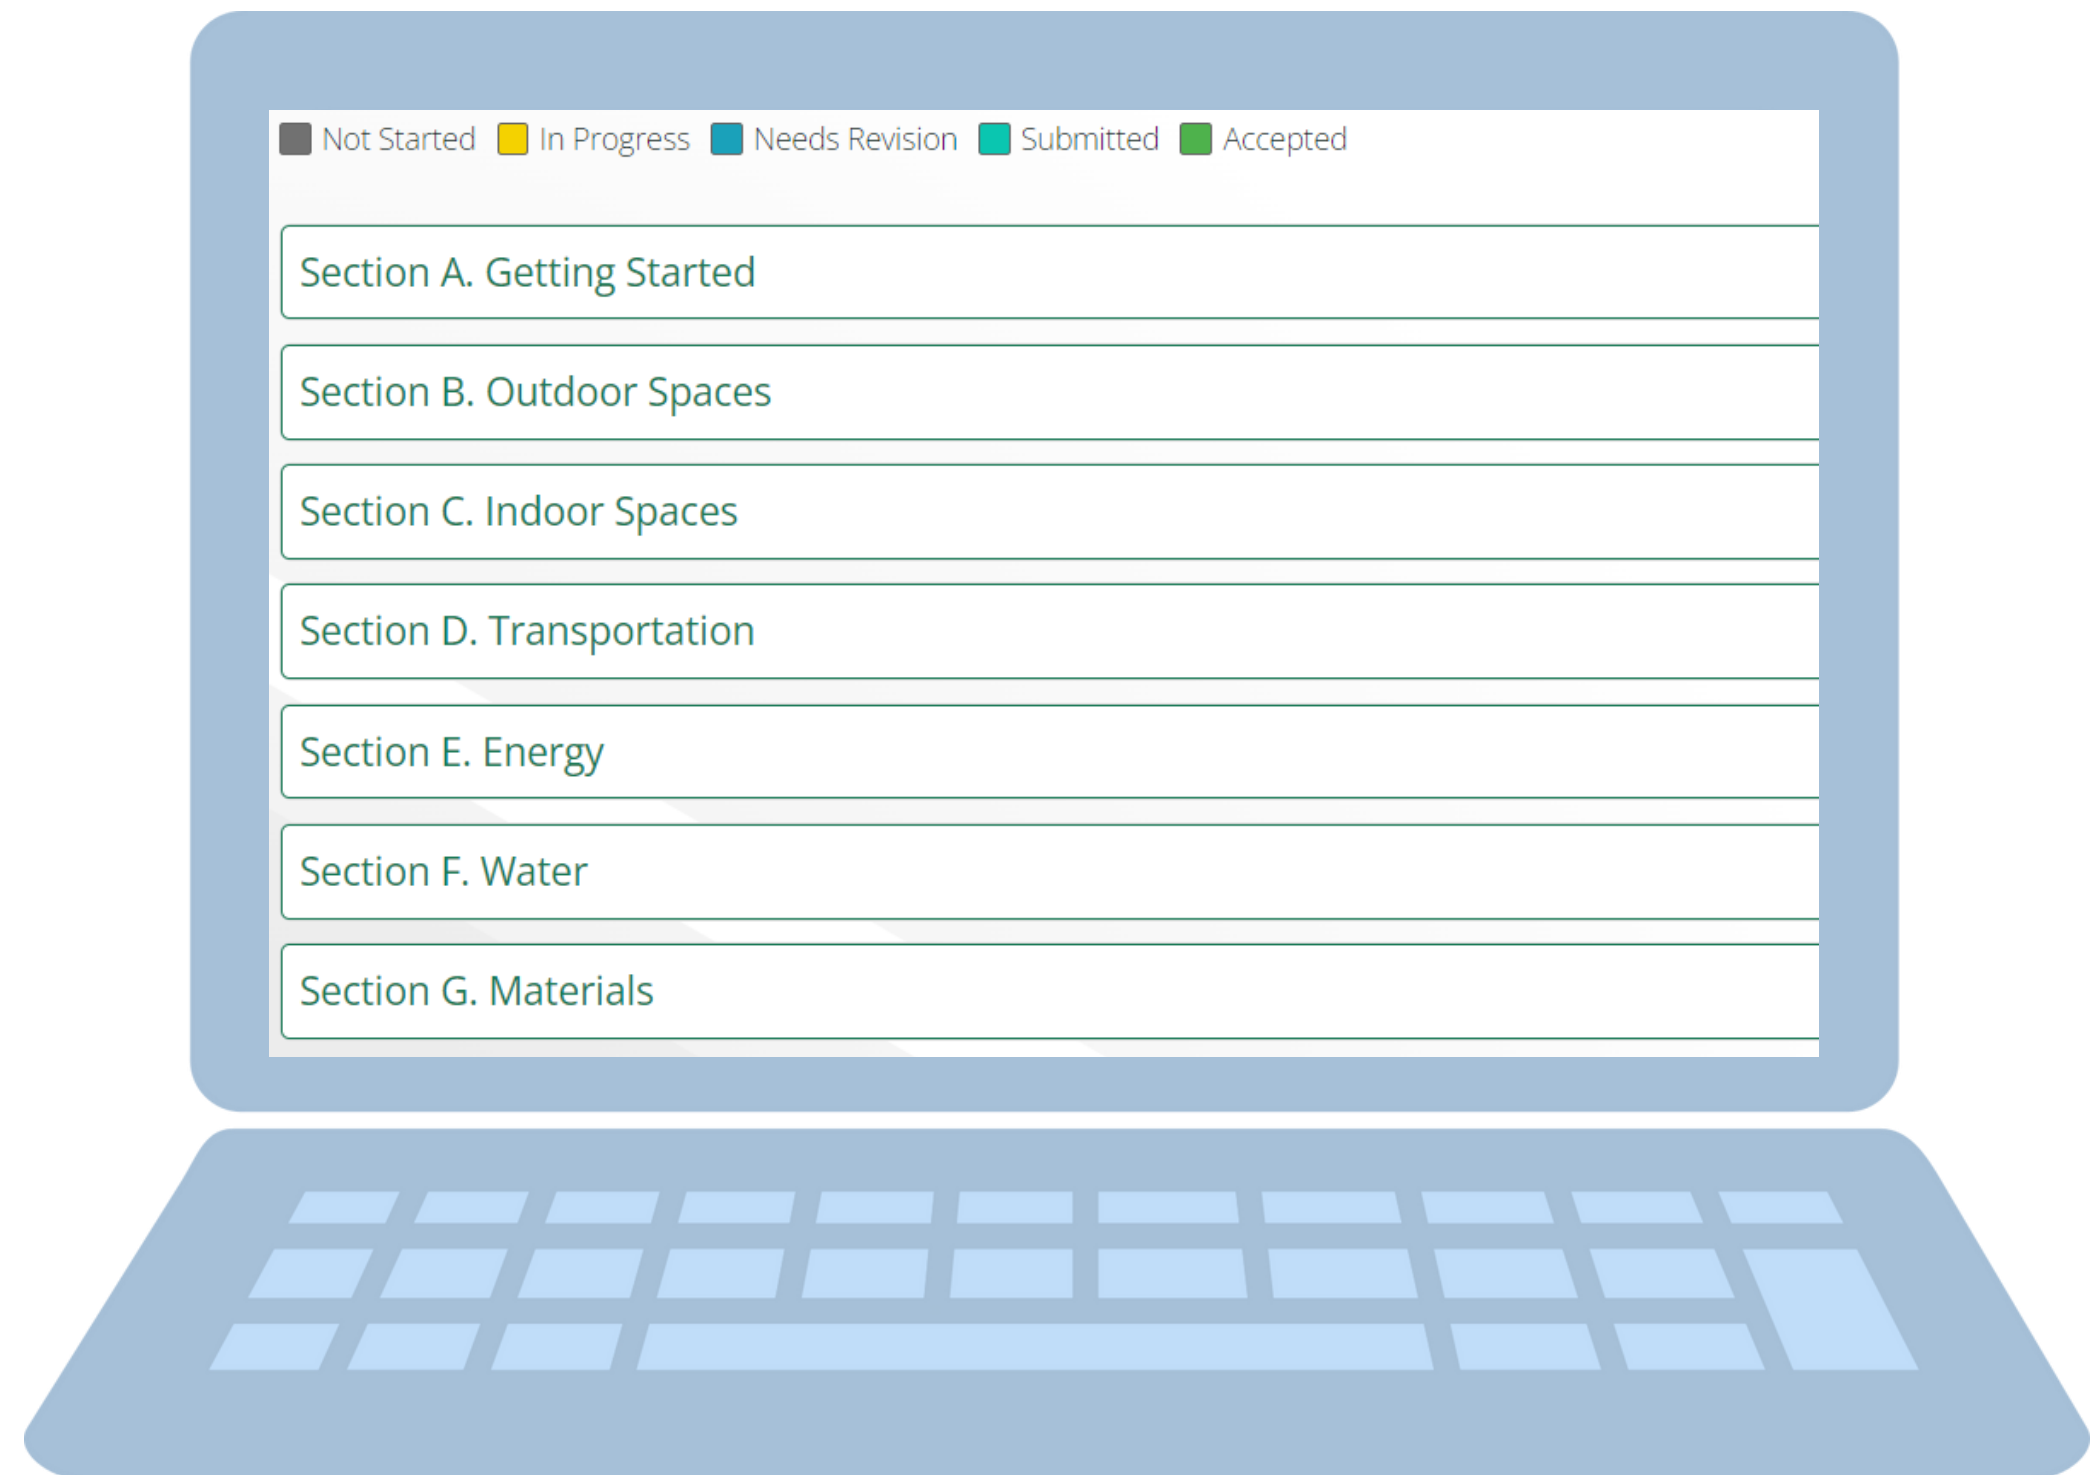 Not Started In Progress Needs Revision Submitted Accepted
Section A. Getting Started
Section B. Outdoor Spaces
Section C. Indoor Spaces
Section D. Transportation
Section E. Energy
Section F. Water
Section G. Materials